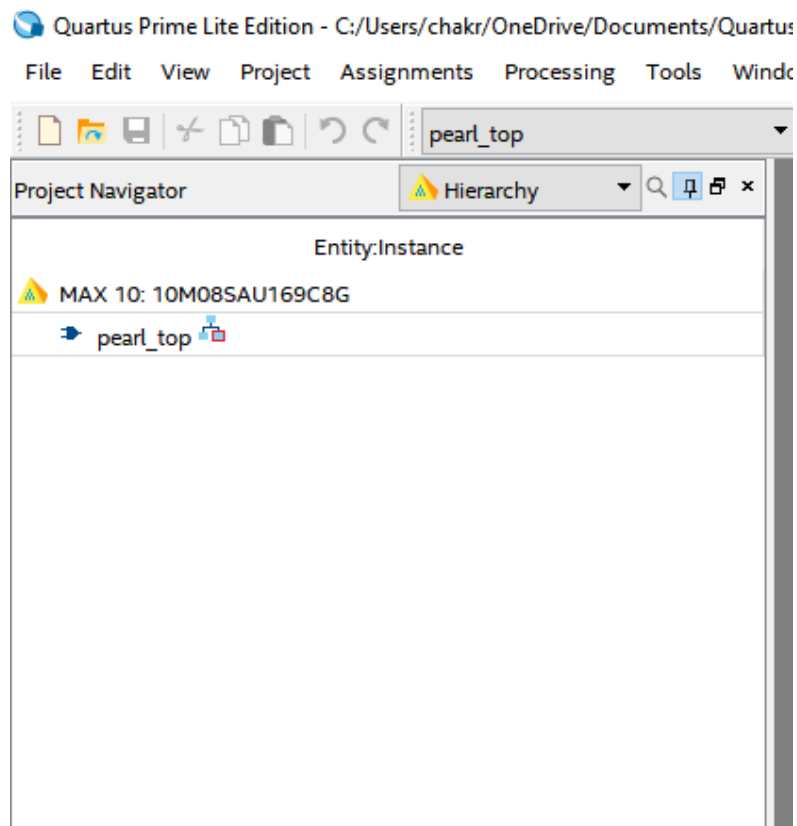 Quartus Prime Lite Edition - C:/Users/chakr/OneDrive/Documents/Quartus
File Edit View Project Assignments Processing Tools Windo
pearl_top
Project Navigator Hierarchy
Entity:Instance
MAX 10: 10M08SAU169C8G
pearl_top